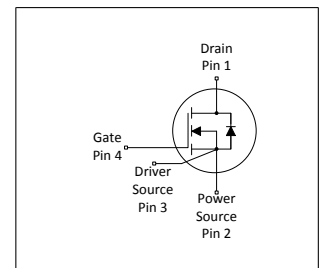 Drain
Pin 1
Gate
Pin 4
Driver
Source
Pin 3
Power
Source
Pin 2